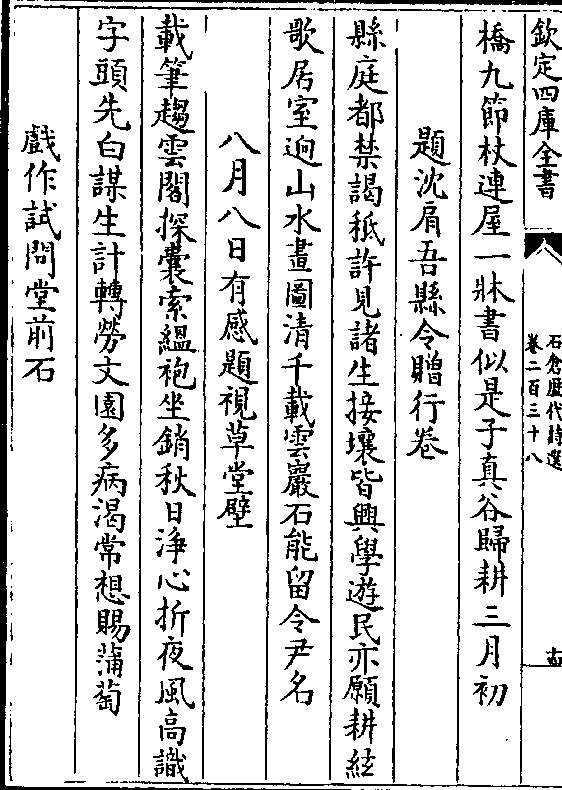 欽定四庫全書
石倉歷代詩選
卷二百三十八
橋九節杖連屋一牀書似是子真谷歸耕三月初
題沈肩吾縣令贈行卷
縣庭都禁謁秪許見諸生接壤皆興學遊民亦願耕絃
歌居室逈山水畫圖清千載雲巖石能留令尹名
八月八日有感題視草堂壁
載筆趨雲閣探囊索縕袍坐銷秋日淨心折夜風高識
字頭先白謀生計轉勞文園多病渴常想賜蒲萄
戲作試問堂前石